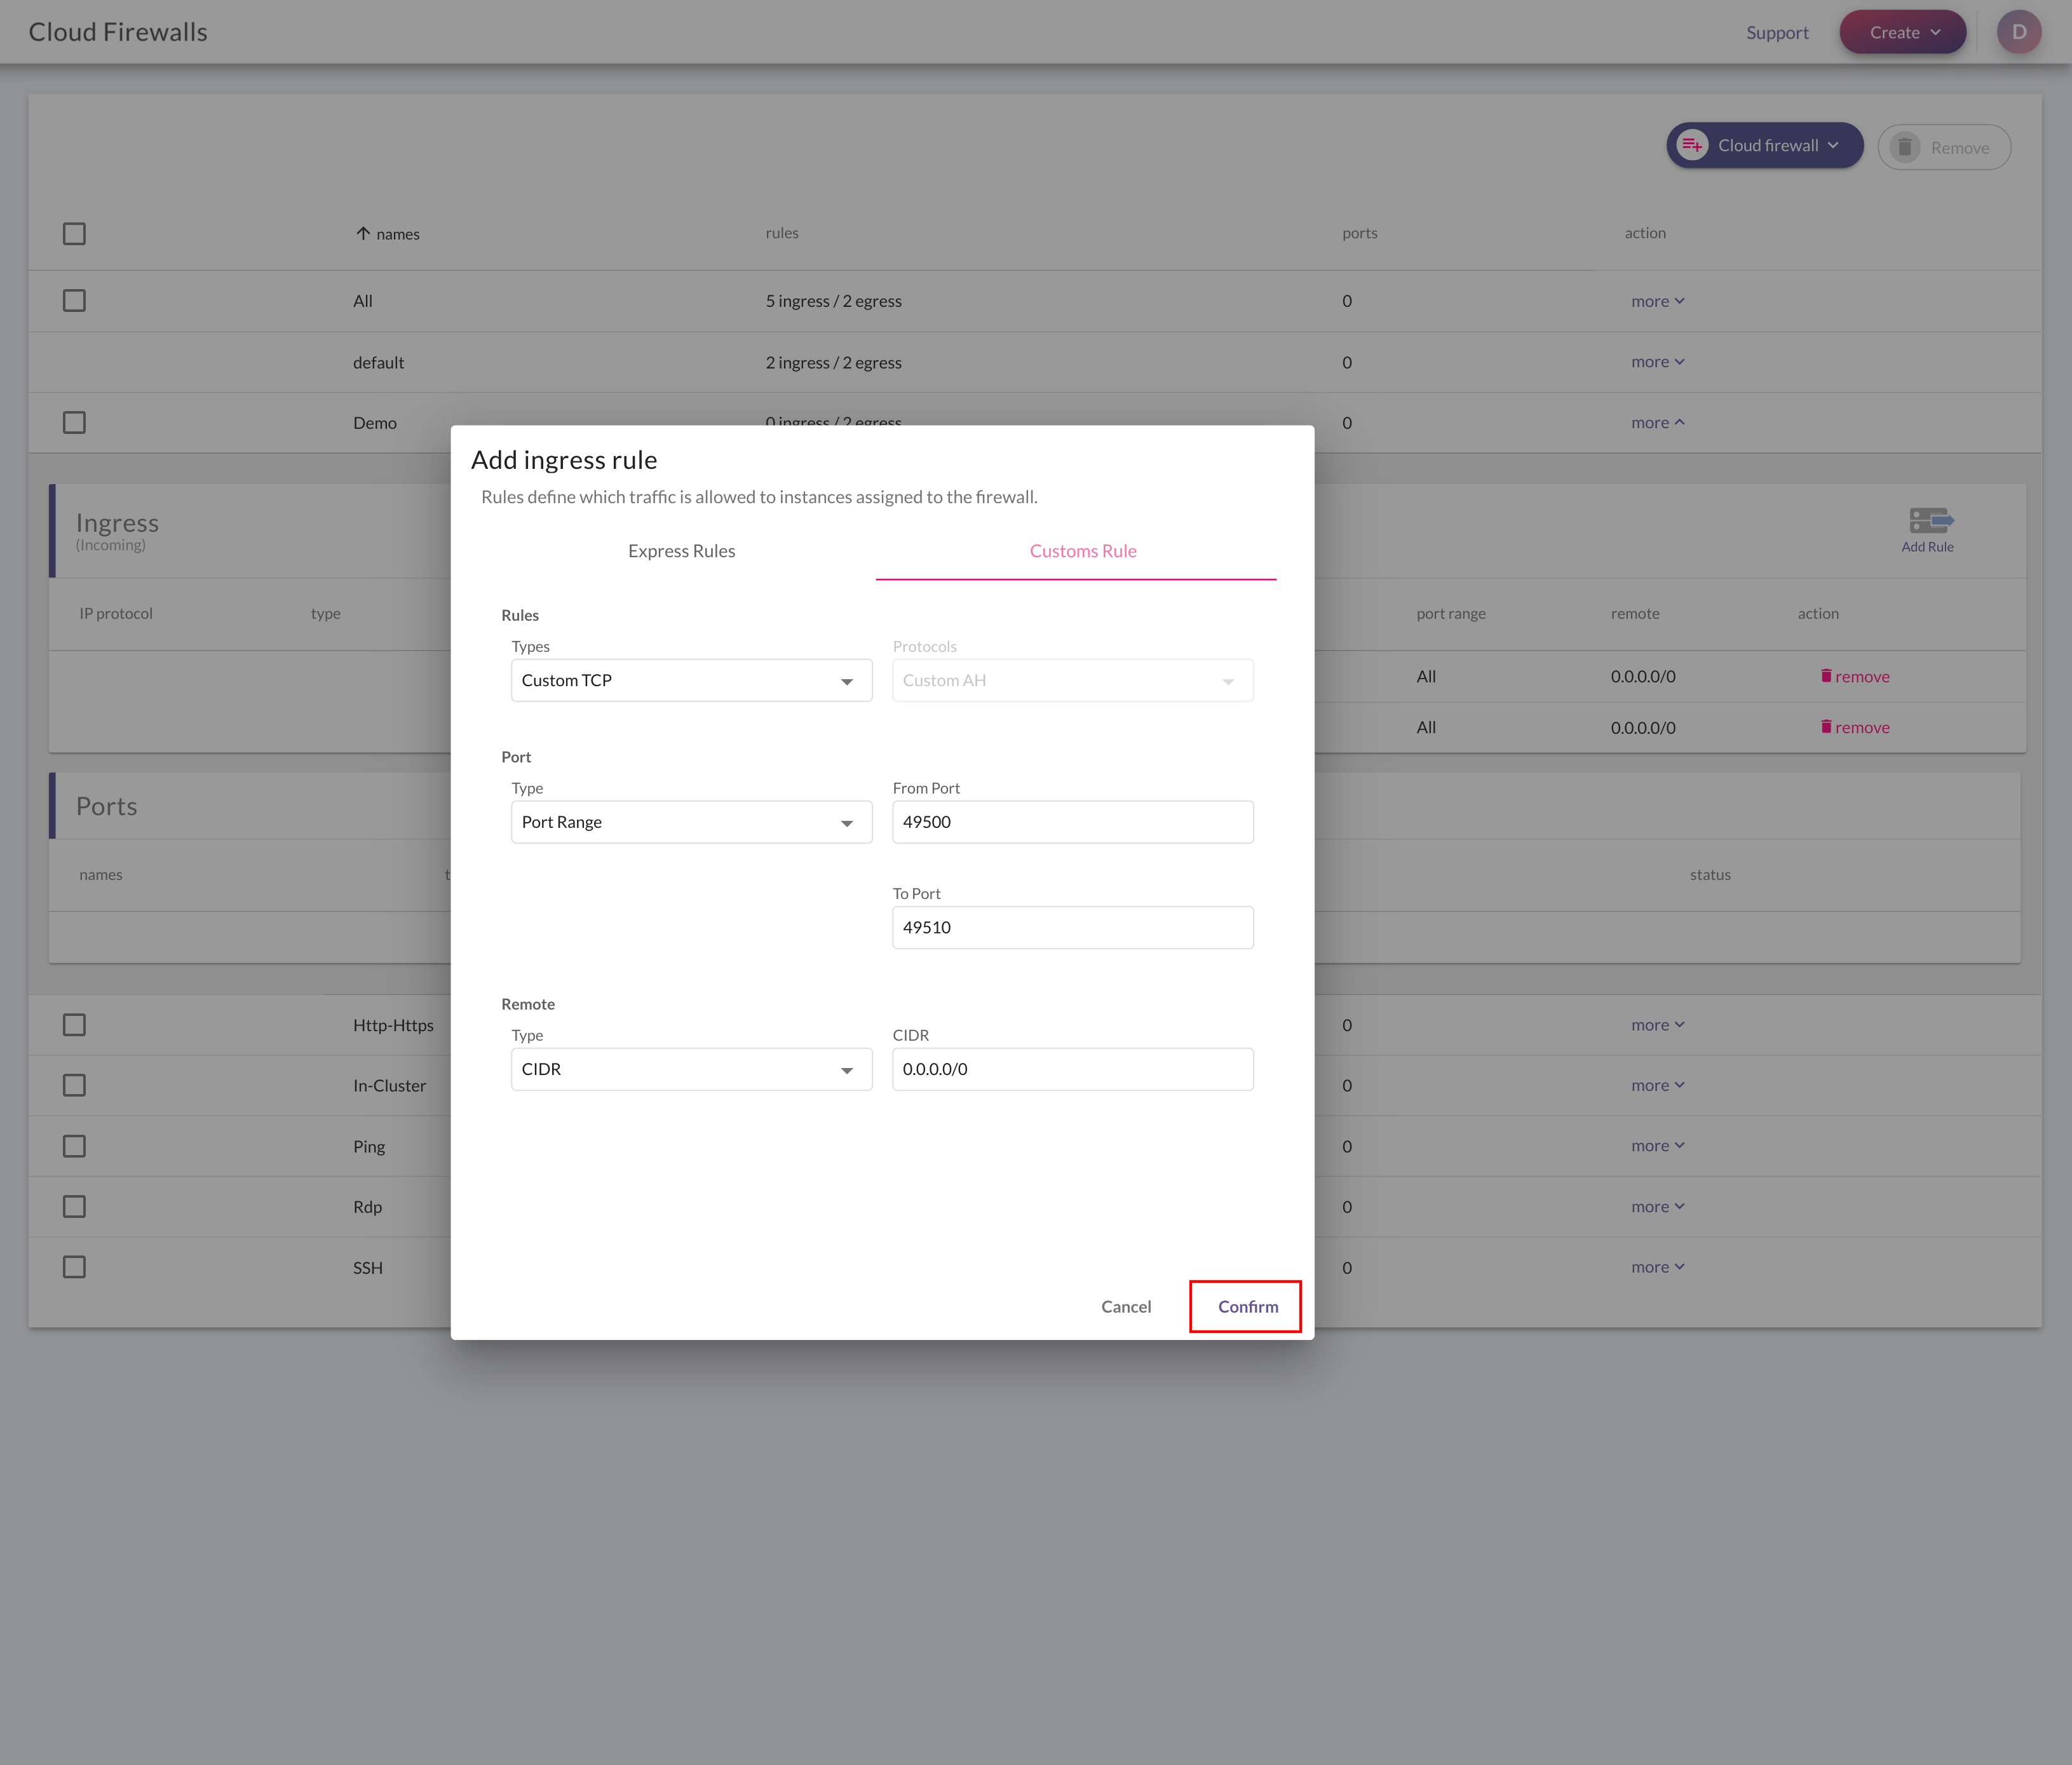 Cloud Firewalls
Support
Create
D
Cloud firewall
Remove
names rules ports action
All 5 ingress / 2 egress 0 more
default 2 ingress / 2 egress 0 more
Demo 0 ingress / 2 egress 0 more
Add ingress rule
Rules define which traffic is allowed to instances assigned to the firewall.
Express Rules Customs Rule
Rules
Types Protocols
Custom TCP Custom AH
Port
Type From Port
Port Range 49500
To Port
49510
Remote
Type CIDR
CIDR 0.0.0.0/0
Cancel Confirm
Ingress
(Incoming)
Add Rule
IP protocol type port range remote action
All 0.0.0.0/0 remove
All 0.0.0.0/0 remove
Ports
names t status
Http-Https 0 more
In-Cluster 0 more
Ping 0 more
Rdp 0 more
SSH 0 more